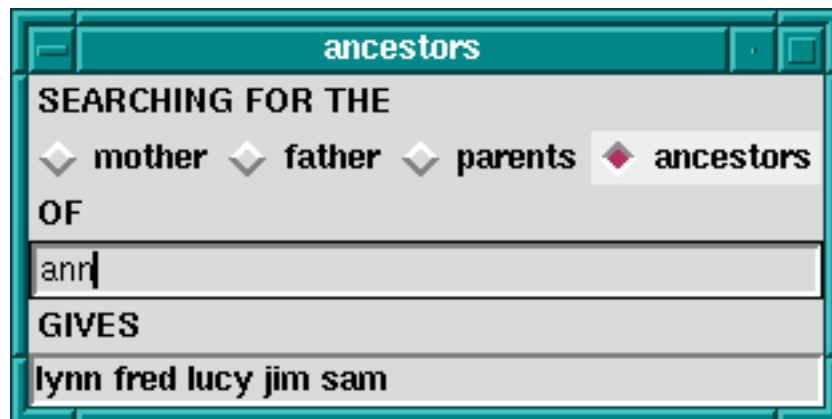 ancestors
SEARCHING FOR THE
mother father parents ancestors
OF
ann
GIVES
lynn fred lucy jim sam